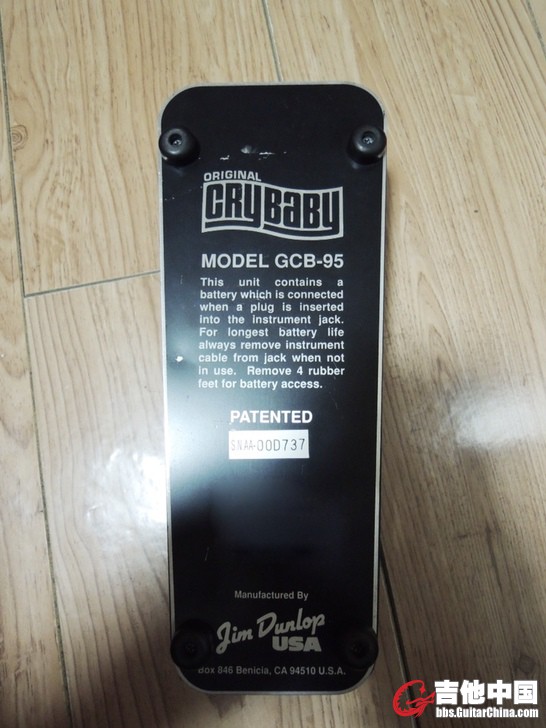 ORIGINAL
CRYBABY
MODEL GCB-95
This unit contains a
battery which is connected
when a plug is inserted
into the instrument jack.
For longest battery life
always remove instrument
cable from jack when not
in use. Remove 4 rubber
feet for battery access.
PATENTED
SNAA-00D737
Manufactured By
Jim Dunlop
USA
Box 846 Benicia, CA 94510 U.S.A.
吉他中国
bbs.GuitarChina.com